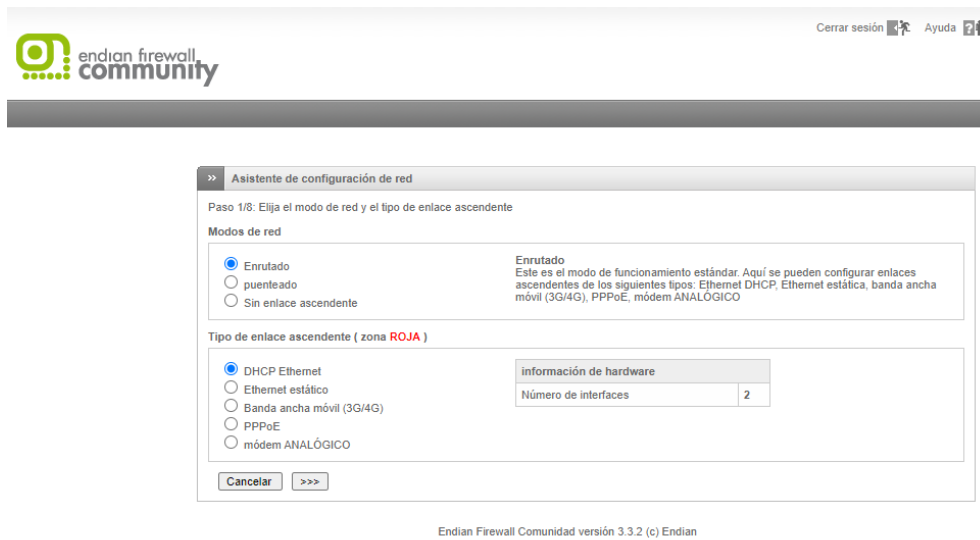 Cerrar sesión
Ayuda
endian firewall
community
Asistente de configuración de red
Paso 1/8: Elija el modo de red y el tipo de enlace ascendente
Modos de red
Enrutado
puenteado
Sin enlace ascendente
Enrutado
Este es el modo de funcionamiento estándar. Aquí se pueden configurar enlaces
ascendentes de los siguientes tipos: Ethernet DHCP, Ethernet estática, banda ancha
móvil (3G/4G), PPPoE, módem ANALÓGICO
Tipo de enlace ascendente ( zona ROJA )
DHCP Ethernet
Ethernet estático
Banda ancha móvil (3G/4G)
PPPoE
módem ANALÓGICO
información de hardware
Número de interfaces 2
Cancelar >>>
Endian Firewall Comunidad versión 3.3.2 (c) Endian